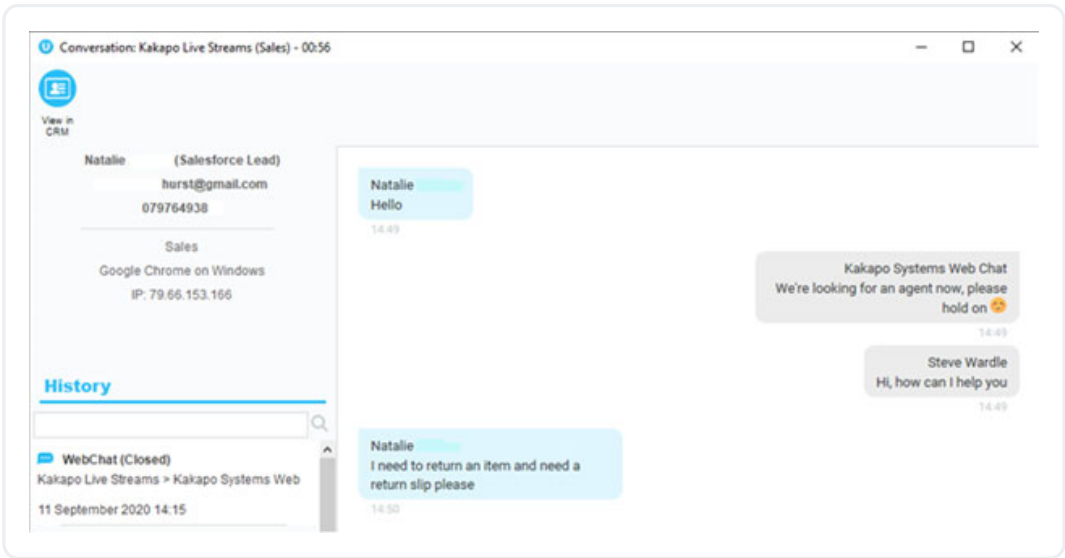 Conversation: Kakapo Live Streams (Sales) - 00:56
View in
CRM
Natalie (Salesforce Lead)
hurst@gmail.com
079764938
Sales
Google Chrome on Windows
IP: 79.66.153.166
History
WebChat (Closed)
Kakapo Live Streams > Kakapo Systems Web
11 September 2020 14:15
Natalie
Hello
14:49
Kakapo Systems Web Chat
We're looking for an agent now, please
hold on 😊
14:49
Steve Wardle
Hi, how can I help you
14:49
Natalie
I need to return an item and need a
return slip please
14:50